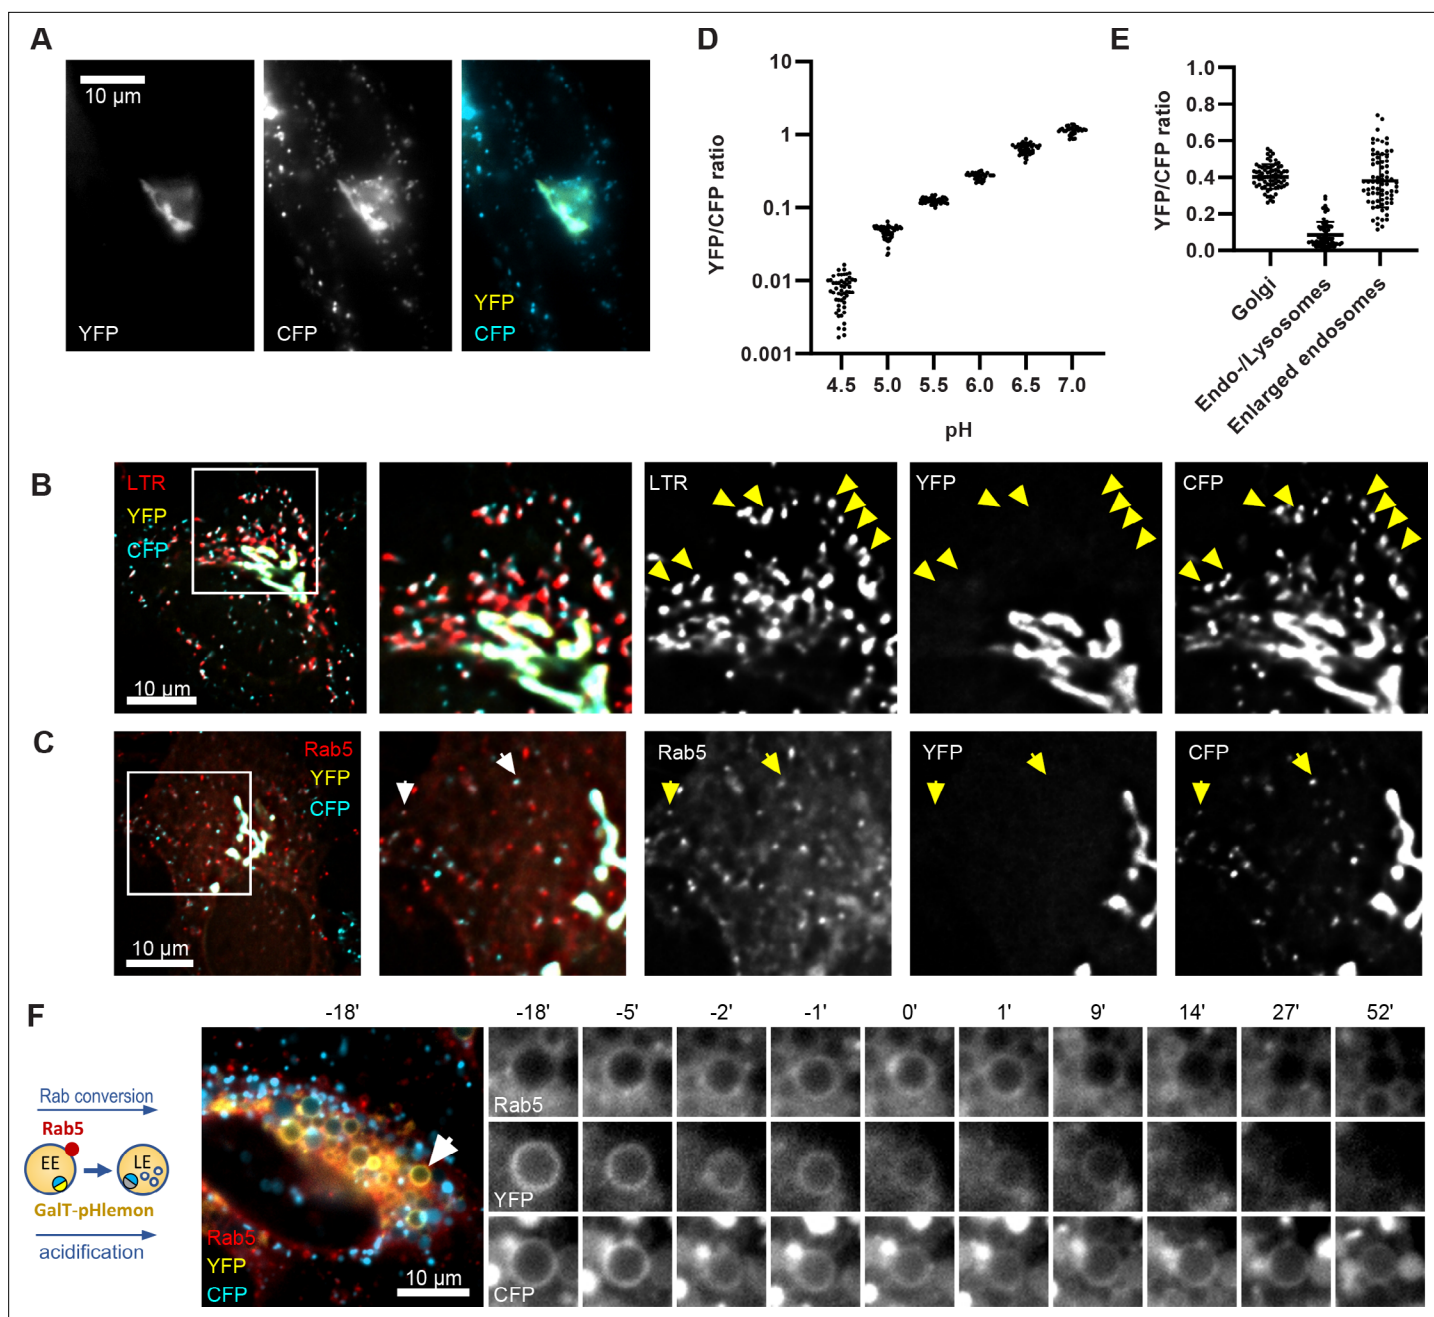 A
10 µm
YFP
CFP
YFP
CFP
D
YFP/CFP ratio
10
1
0.1
0.01
0.001
4.5 5.0 5.5 6.0 6.5 7.0
pH
E
YFP/CFP ratio
1.0
0.8
0.6
0.4
0.2
0.0
Golgi
Endo-/Lysosomes
Enlarged endosomes
B
LTR
YFP
CFP
10 µm
LTR
YFP
CFP
C
Rab5
YFP
CFP
10 µm
Rab5
YFP
CFP
F
Rab conversion
Rab5
EE
LE
GalT-pHlemon
acidification
-18'
Rab5
YFP
CFP
10 µm
-18' -5' -2' -1' 0' 1' 9' 14' 27' 52'
Rab5
YFP
CFP